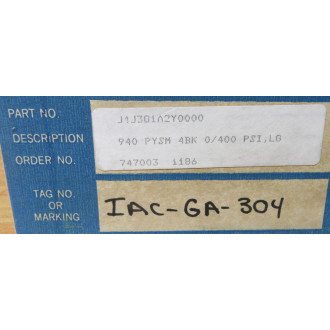 PART NO. J4J3G1A2Y0000
DESCRIPTION 940 PYSM 4BK 0/400 PSI,LG
ORDER NO. 747003 1186
TAG NO.
OR
MARKING
IAC-GA-304